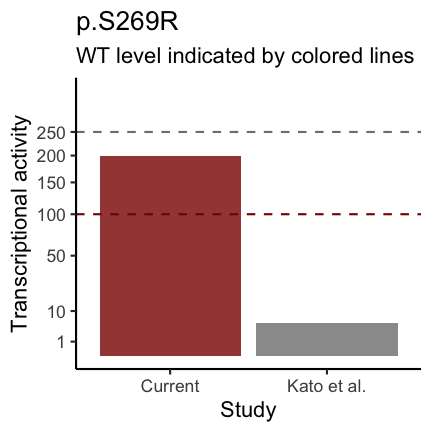 p.S269R
WT level indicated by colored lines
Transcriptional activity
250
200
150
100
50
10
1
Current
Kato et al.
Study